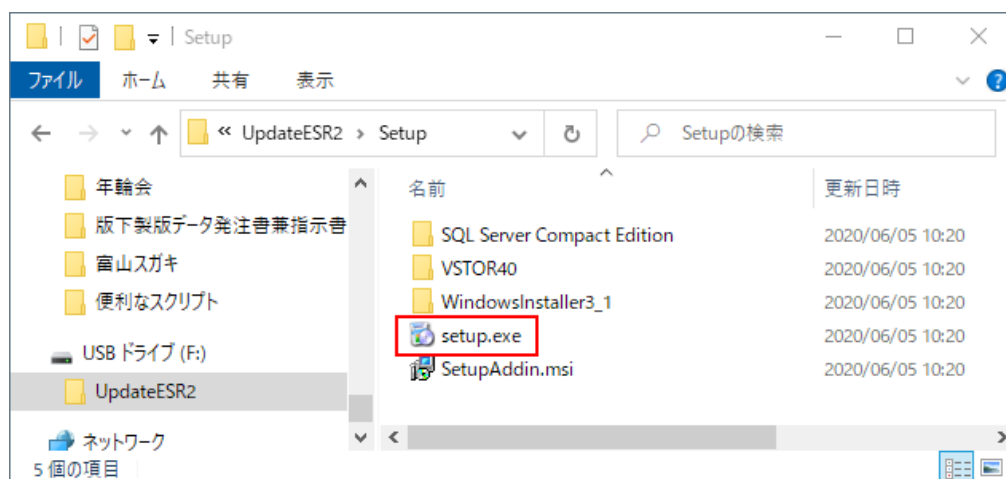 Setup
ファイル ホーム 共有 表示
« UpdateESR2 > Setup Setupの検索
名前 更新日時
年輪会
版下製版データ発注書兼指示書
富山スガキ
便利なスクリプト
USB ドライブ (F:)
UpdateESR2
ネットワーク
SQL Server Compact Edition 2020/06/05 10:20
VSTOR40 2020/06/05 10:20
WindowsInstaller3_1 2020/06/05 10:20
setup.exe 2020/06/05 10:20
SetupAddin.msi 2020/06/05 10:20
5 個の項目